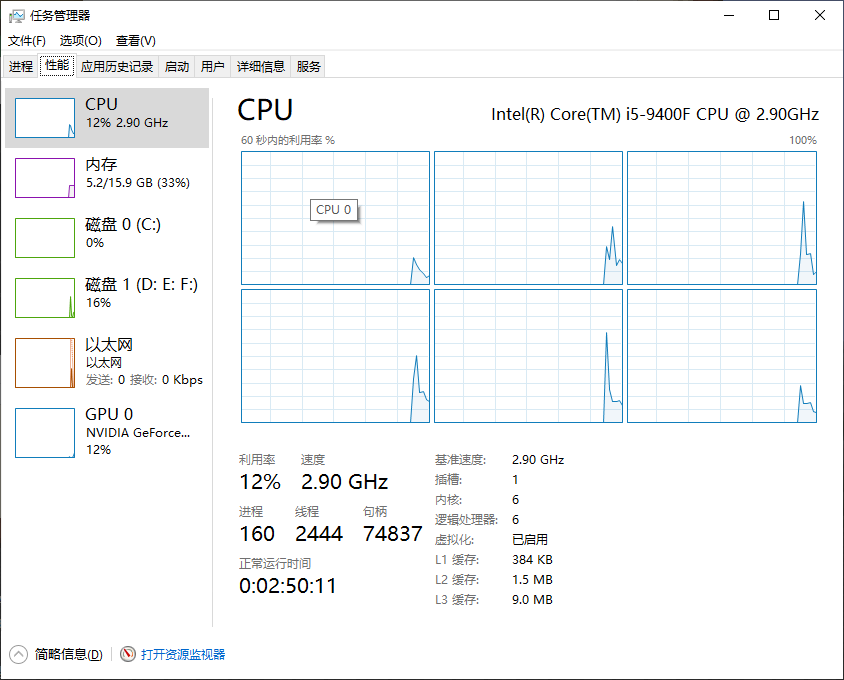 任务管理器
文件(F) 选项(O) 查看(V)
进程 性能 应用历史记录 启动 用户 详细信息 服务
CPU
12% 2.90 GHz
内存
5.2/15.9 GB (33%)
磁盘 0 (C:)
0%
磁盘 1 (D: E: F:)
16%
以太网
以太网
发送: 0 接收: 0 Kbps
GPU 0
NVIDIA GeForce...
12%
CPU
Intel(R) Core(TM) i5-9400F CPU @ 2.90GHz
60 秒内的利用率 %
100%
CPU 0
利用率 速度
12% 2.90 GHz
进程 线程 句柄
160 2444 74837
正常运行时间
0:02:50:11
基准速度: 2.90 GHz
插槽: 1
内核: 6
逻辑处理器: 6
虚拟化: 已启用
L1 缓存: 384 KB
L2 缓存: 1.5 MB
L3 缓存: 9.0 MB
简略信息(D) 打开资源监视器